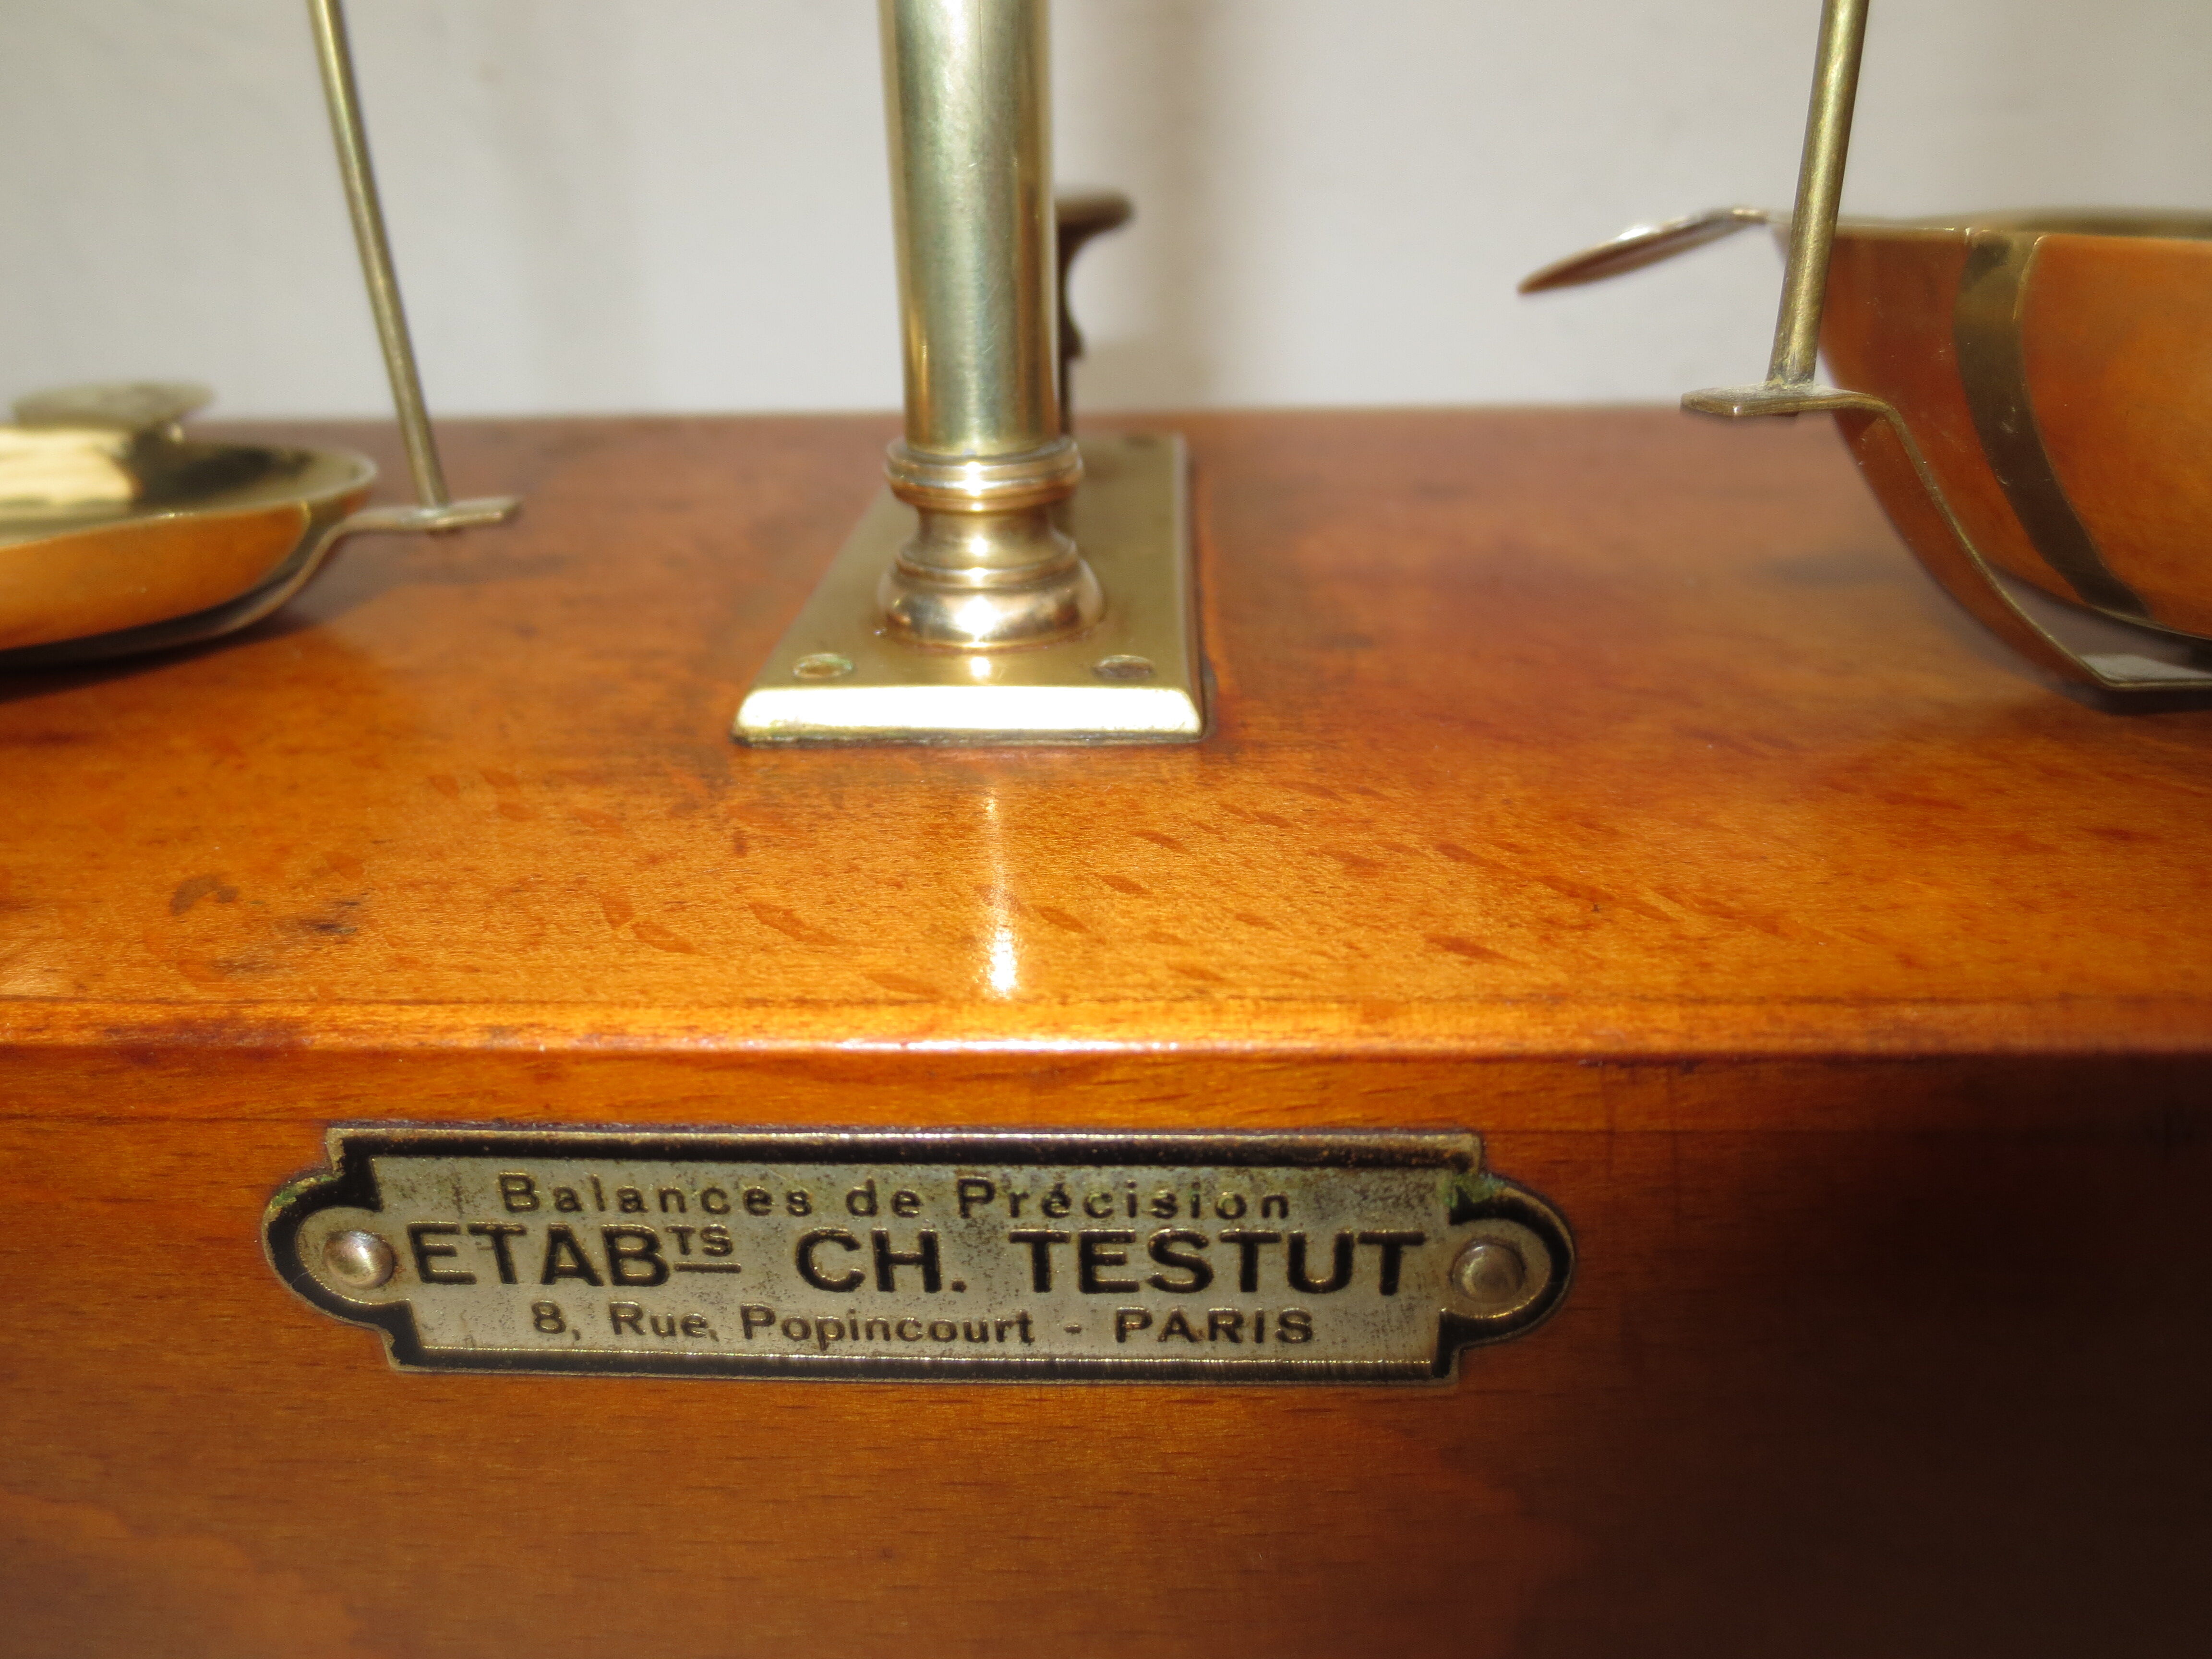 Balances de Précision
ETABTS CH. TESTUT
8, Rue, Popincourt - PARIS